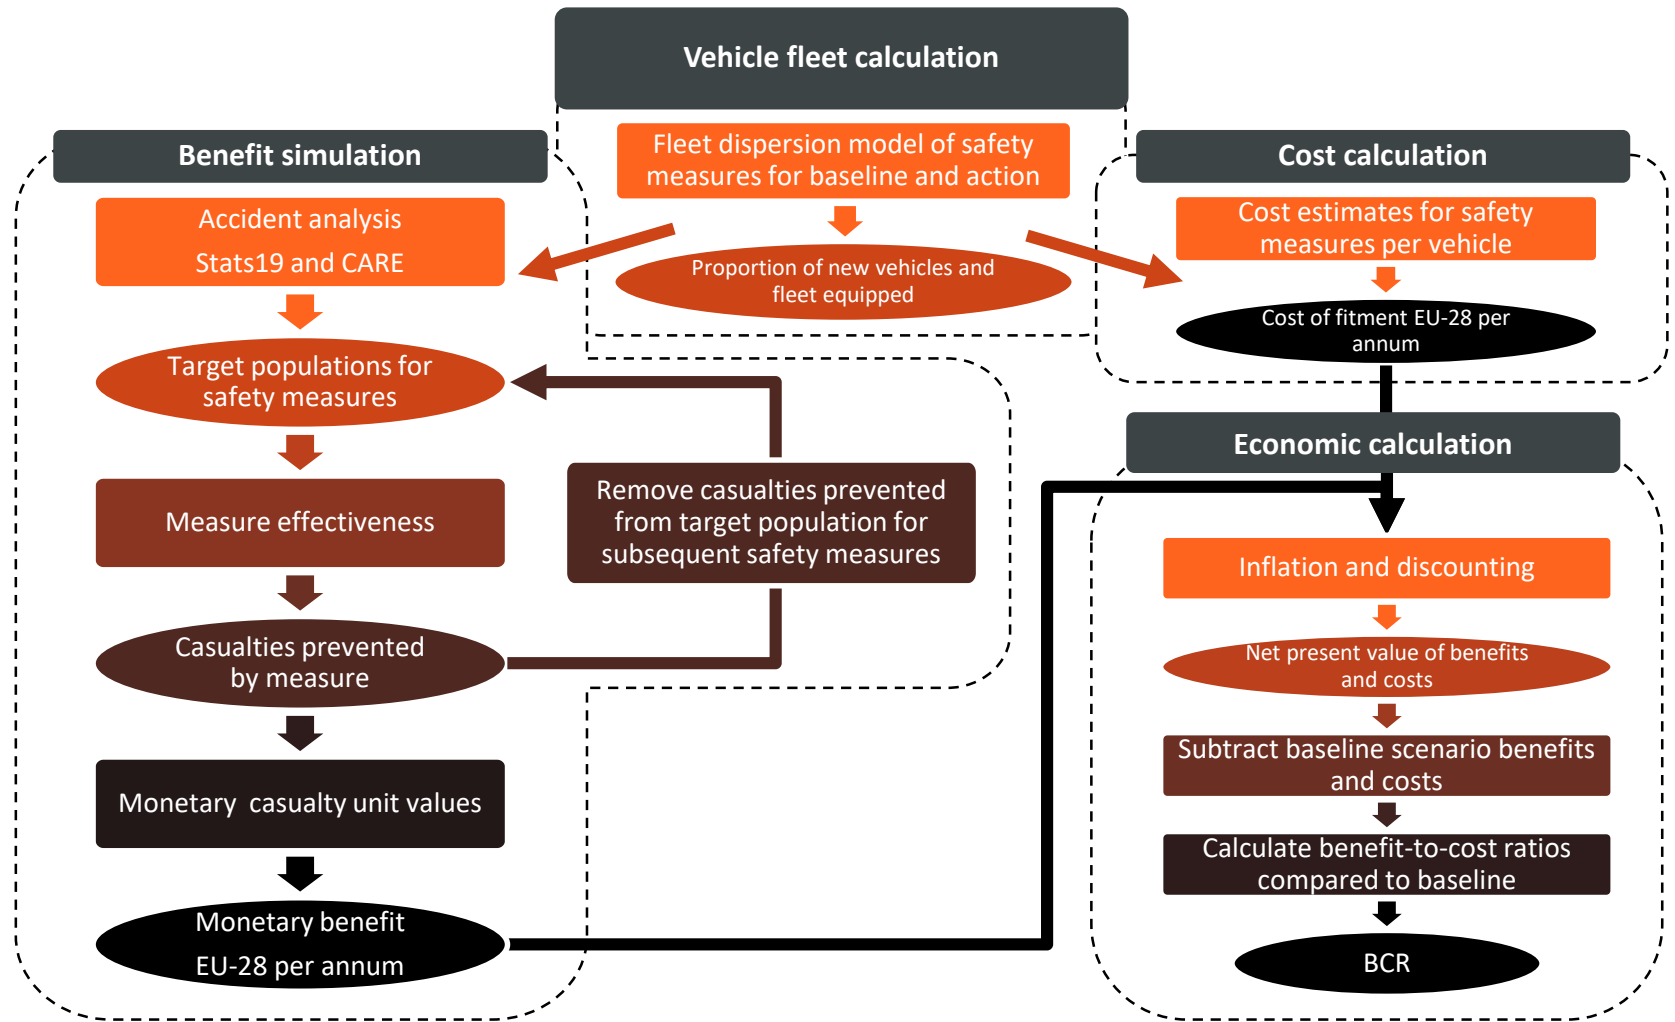 Vehicle fleet calculation
Fleet dispersion model of safety
measures for baseline and action
Proportion of new vehicles and
fleet equipped
Benefit simulation
Accident analysis
Stats19 and CARE
Target populations for
safety measures
Measure effectiveness
Casualties prevented
by measure
Monetary  casualty unit values
Monetary benefit
EU-28 per annum
Remove casualties prevented
from target population for
subsequent safety measures
Cost calculation
Cost estimates for safety
measures per vehicle
Cost of fitment EU-28 per
annum
Economic calculation
Inflation and discounting
Net present value of benefits
and costs
Subtract baseline scenario benefits
and costs
Calculate benefit-to-cost ratios
compared to baseline
BCR